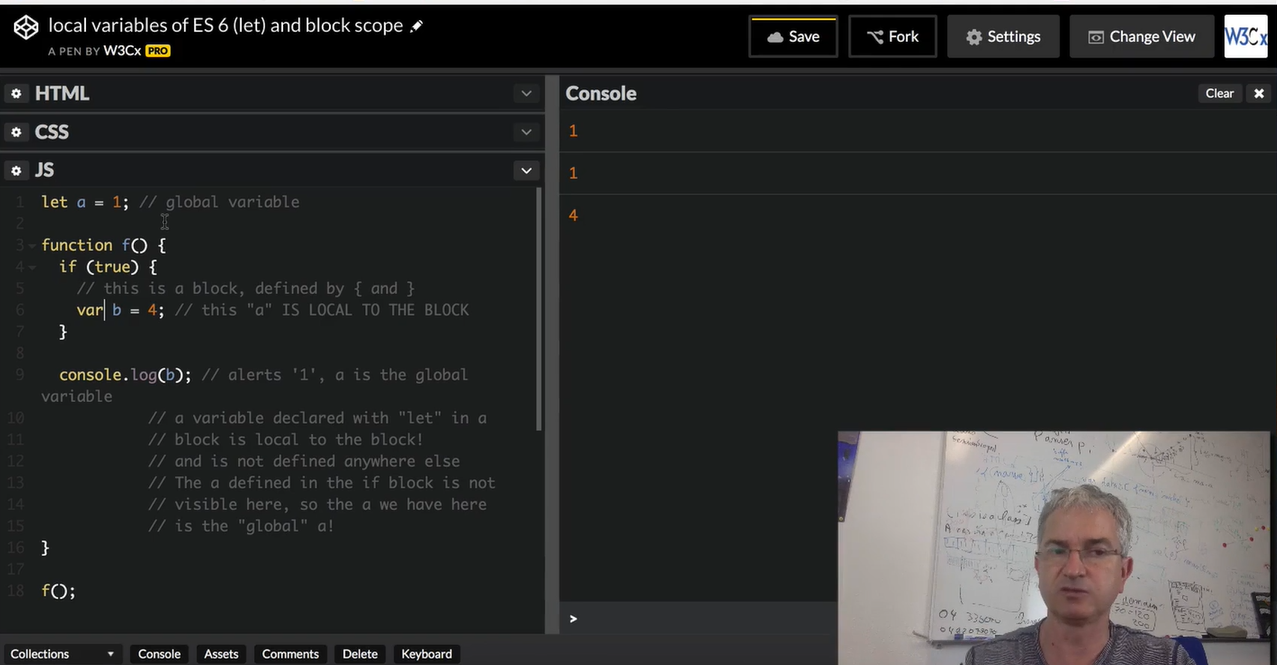 local variables of ES 6 (let) and block scope
A PEN BY W3Cx PRO
Save
Fork
Settings
Change View
W3Cx
HTML
CSS
JS
1 let a = 1; // global variable
2
3 function f() {
4 if (true) {
5 // this is a block, defined by { and }
6 var b = 4; // this "a" IS LOCAL TO THE BLOCK
7 }
8
9 console.log(b); // alerts '1', a is the global
variable
10 // a variable declared with "let" in a
11 // block is local to the block!
12 // and is not defined anywhere else
13 // The a defined in the if block is not
14 // visible here, so the a we have here
15 // is the "global" a!
16 }
17
18 f();
Console
Clear
1
1
4
>
Collections
Console
Assets
Comments
Delete
Keyboard